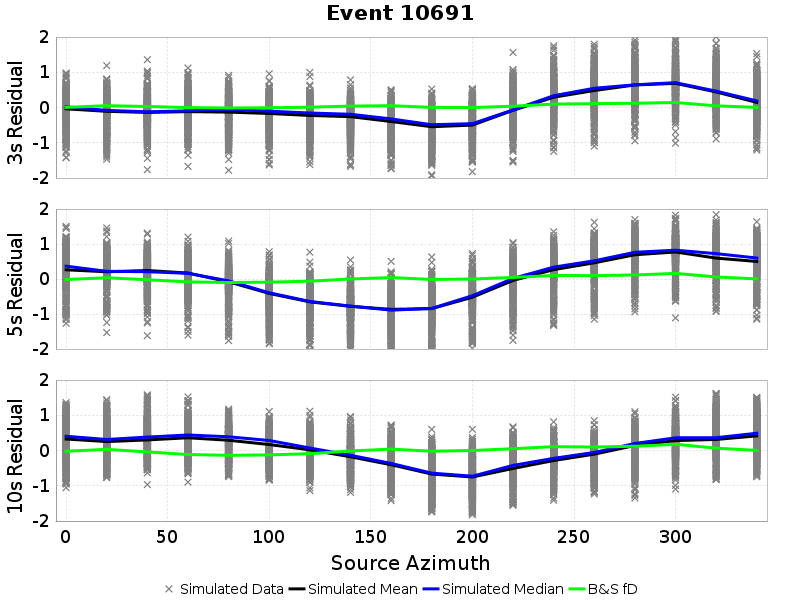 Event 10691
3s Residual
2
1
0
-1
-2
5s Residual
2
1
0
-1
-2
10s Residual
2
1
0
-1
-2
0 50 100 150 200 250 300
Source Azimuth
Simulated Data Simulated Mean Simulated Median B&S fD